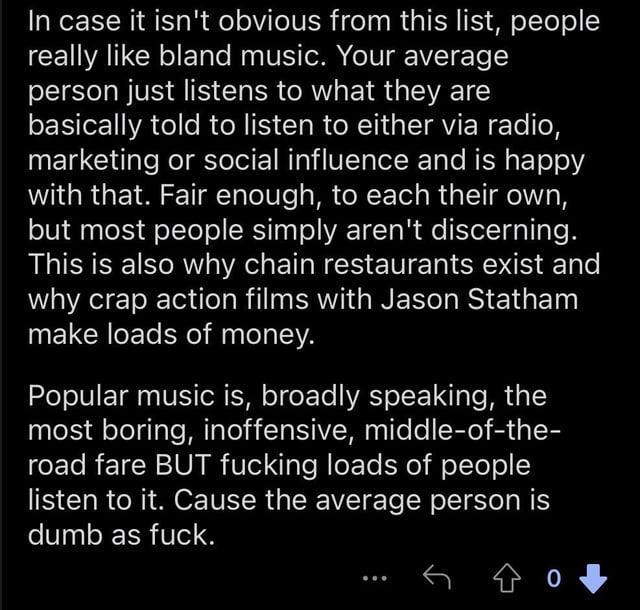 In case it isn't obvious from this list, people
really like bland music. Your average
person just listens to what they are
basically told to listen to either via radio,
marketing or social influence and is happy
with that. Fair enough, to each their own,
but most people simply aren't discerning.
This is also why chain restaurants exist and
why crap action films with Jason Statham
make loads of money.
Popular music is, broadly speaking, the
most boring, inoffensive, middle-of-the-
road fare BUT fucking loads of people
listen to it. Cause the average person is
dumb as fuck.
0